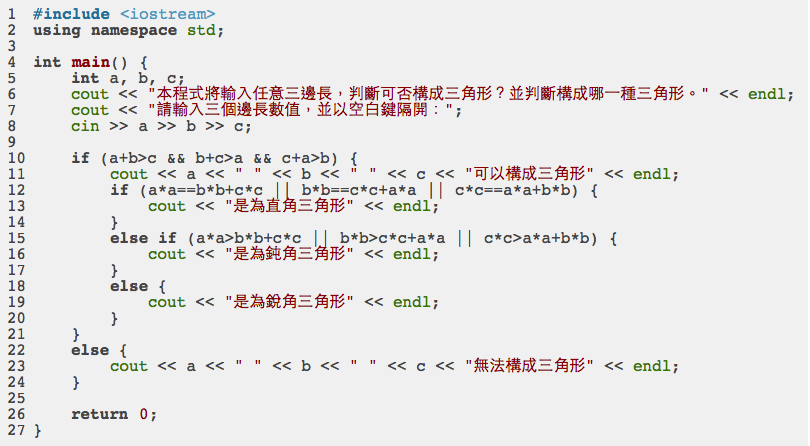 1 #include <iostream>
2 using namespace std;
3
4 int main() {
5     int a, b, c;
6     cout << "本程式將輸入任意三邊長，判斷可否構成三角形？並判斷構成哪一種三角形。" << endl;
7     cout << "請輸入三個邊長數值，並以空白鍵隔開：";
8     cin >> a >> b >> c;
9
10     if (a+b>c && b+c>a && c+a>b) {
11         cout << a << " " << b << " " << c << "可以構成三角形" << endl;
12         if (a*a==b*b+c*c || b*b==c*c+a*a || c*c==a*a+b*b) {
13             cout << "是為直角三角形" << endl;
14         }
15         else if (a*a>b*b+c*c || b*b>c*c+a*a || c*c>a*a+b*b) {
16             cout << "是為鈍角三角形" << endl;
17         }
18         else {
19             cout << "是為銳角三角形" << endl;
20         }
21     }
22     else {
23         cout << a << " " << b << " " << c << "無法構成三角形" << endl;
24     }
25
26     return 0;
27 }